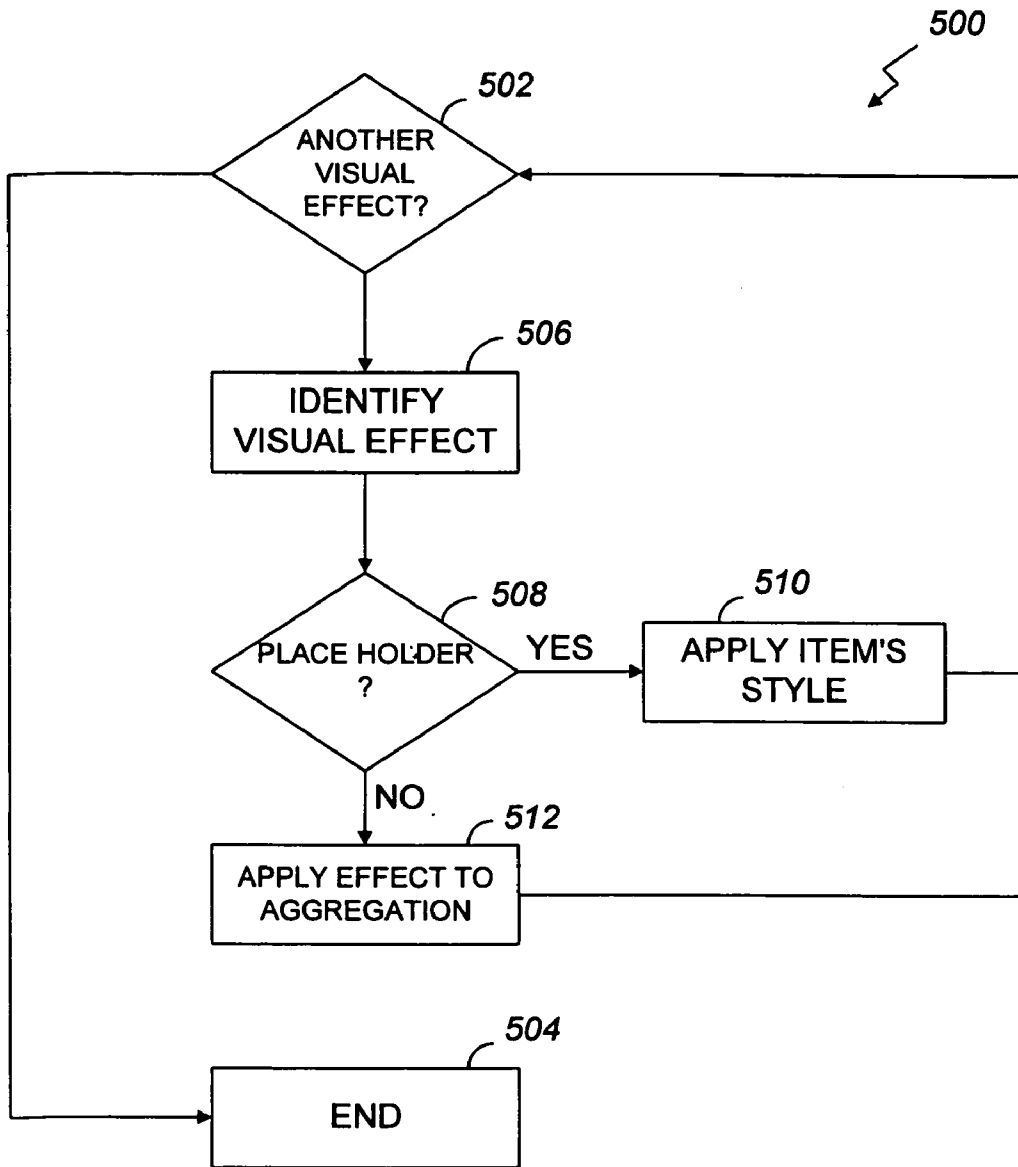 500
502
ANOTHER
VISUAL
EFFECT?
506
IDENTIFY
VISUAL EFFECT
508
PLACE HOLDER
?
YES
510
APPLY ITEM'S
STYLE
NO
512
APPLY EFFECT TO
AGGREGATION
504
END